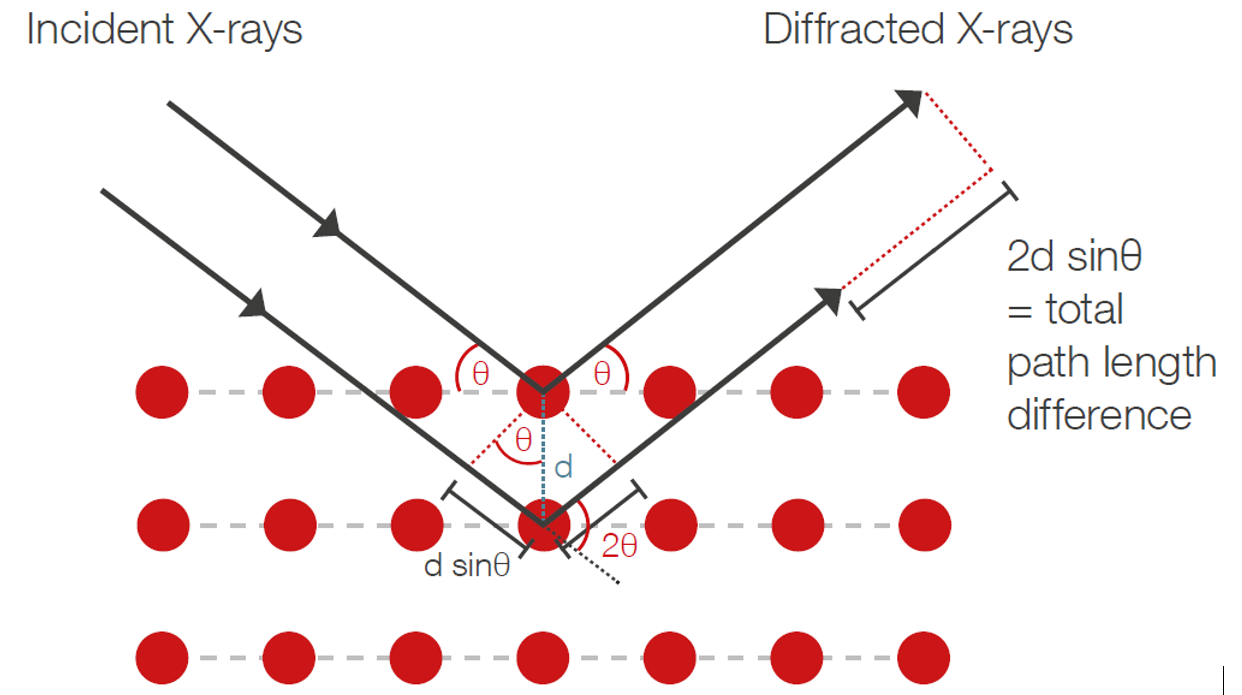 Incident X-rays
Diffracted X-rays
2d sinθ
= total
path length
difference
θ
θ
θ
d
2θ
d sinθ